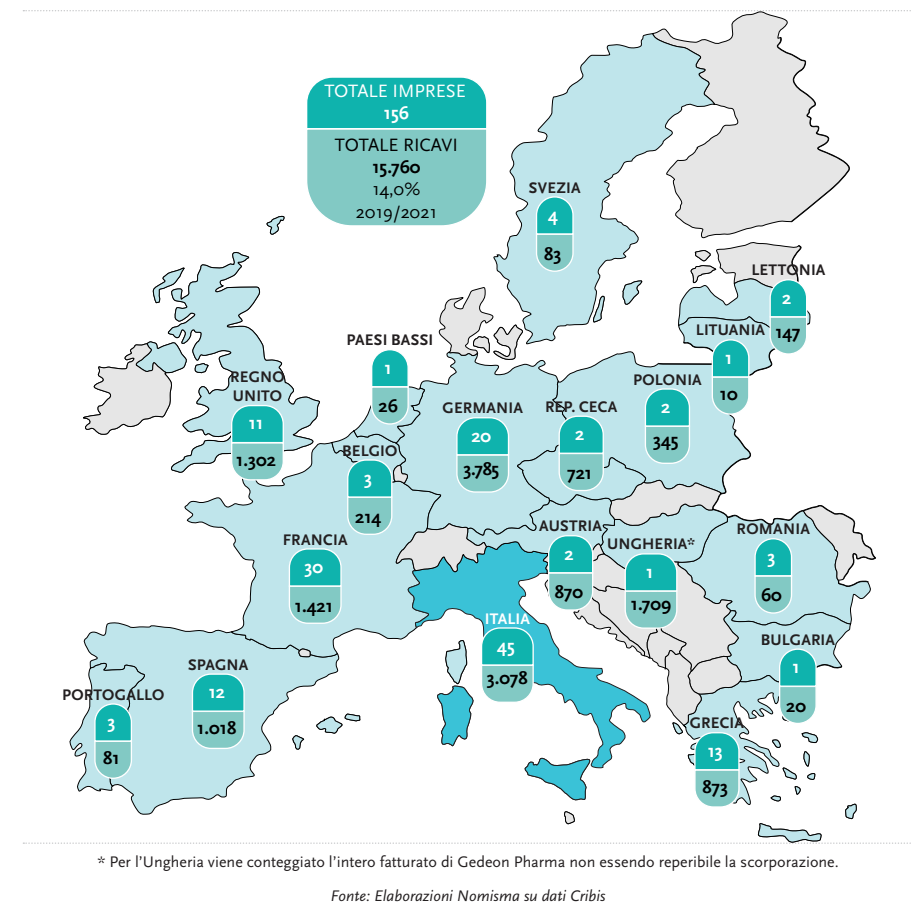 TOTALE IMPRESE
156
TOTALE RICAVI
15.760
14,0%
2019/2021
SVEZIA
4
83
LETTONIA
2
147
LITUANIA
1
10
PAESI BASSI
1
26
POLONIA
2
345
REGNO
UNITO
11
1.302
GERMANIA
20
3.785
REP. CECA
2
721
BELGIO
3
214
FRANCIA
30
1.421
AUSTRIA
2
870
UNGHERIA*
1
1.709
ROMANIA
3
60
ITALIA
45
3.078
BULGARIA
1
20
SPAGNA
12
1.018
PORTOGALLO
3
81
GRECIA
13
873
* Per l'Ungheria viene conteggiato l'intero fatturato di Gedeon Pharma non essendo reperibile la scorporazione.
Fonte: Elaborazioni Nomisma su dati Cribis